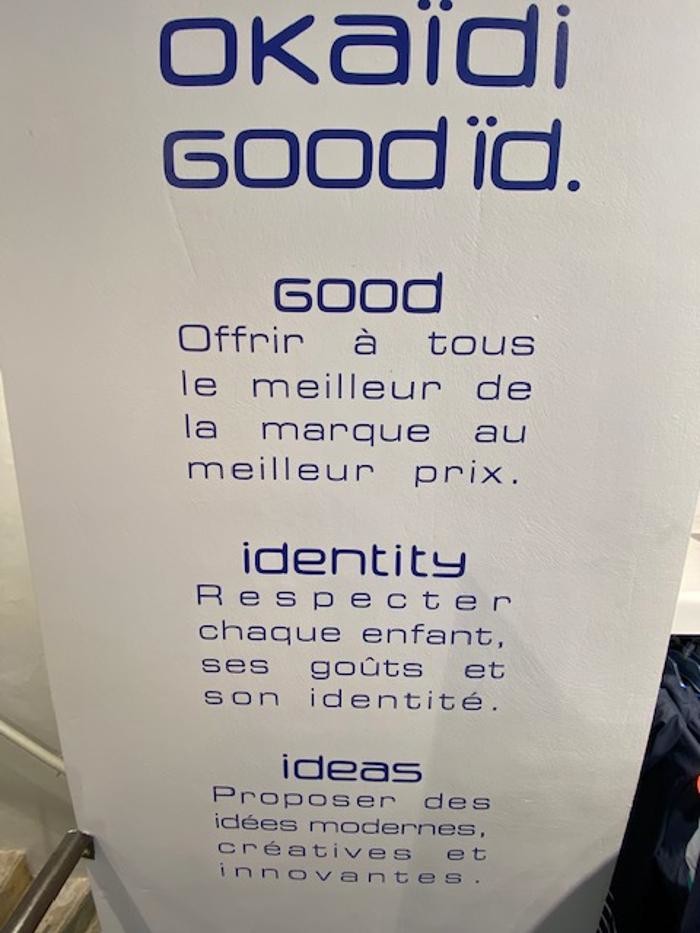 oKaïdi
GOOD ïd.
GOOD
Offrir à tous
le meilleur de
la marque au
meilleur prix.
identity
Respecter
chaque enfant,
ses goûts et
son identité.
ideas
Proposer des
idées modernes,
créatives et
innovantes.